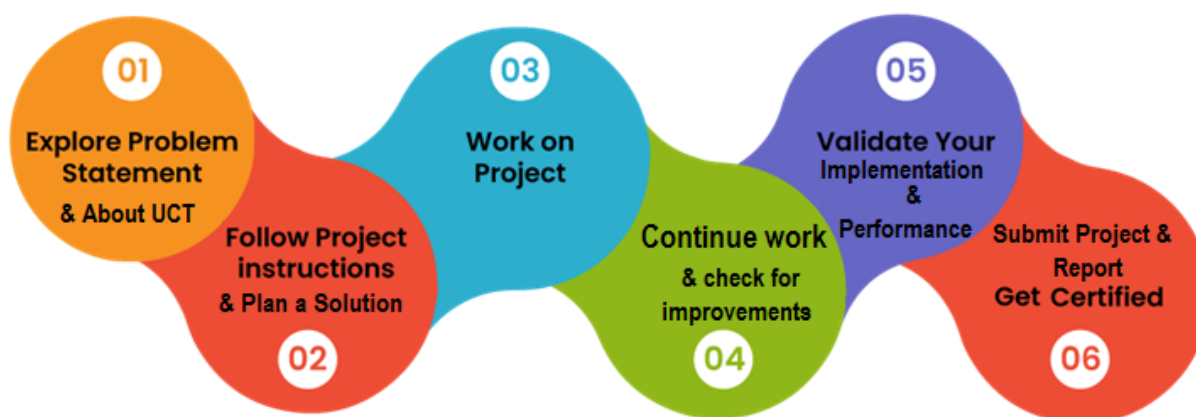 01
Explore Problem
Statement
& About UCT
Follow Project
instructions
& Plan a Solution
02
03
Work on
Project
Continue work
& check for
improvements
04
05
Validate Your
Implementation
&
Performance
Submit Project &
Report
Get Certified
06